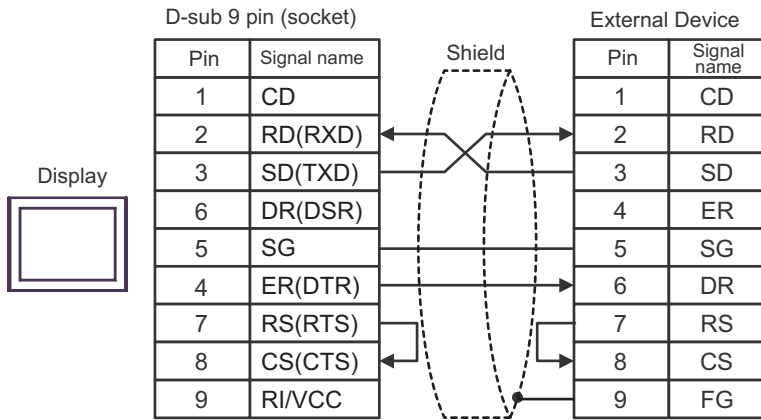 D-sub 9 pin (socket)
External Device
Shield
Display
Pin Signal name
1 CD
2 RD(RXD)
3 SD(TXD)
6 DR(DSR)
5 SG
4 ER(DTR)
7 RS(RTS)
8 CS(CTS)
9 RI/VCC
Pin Signal
name
1 CD
2 RD
3 SD
4 ER
5 SG
6 DR
7 RS
8 CS
9 FG